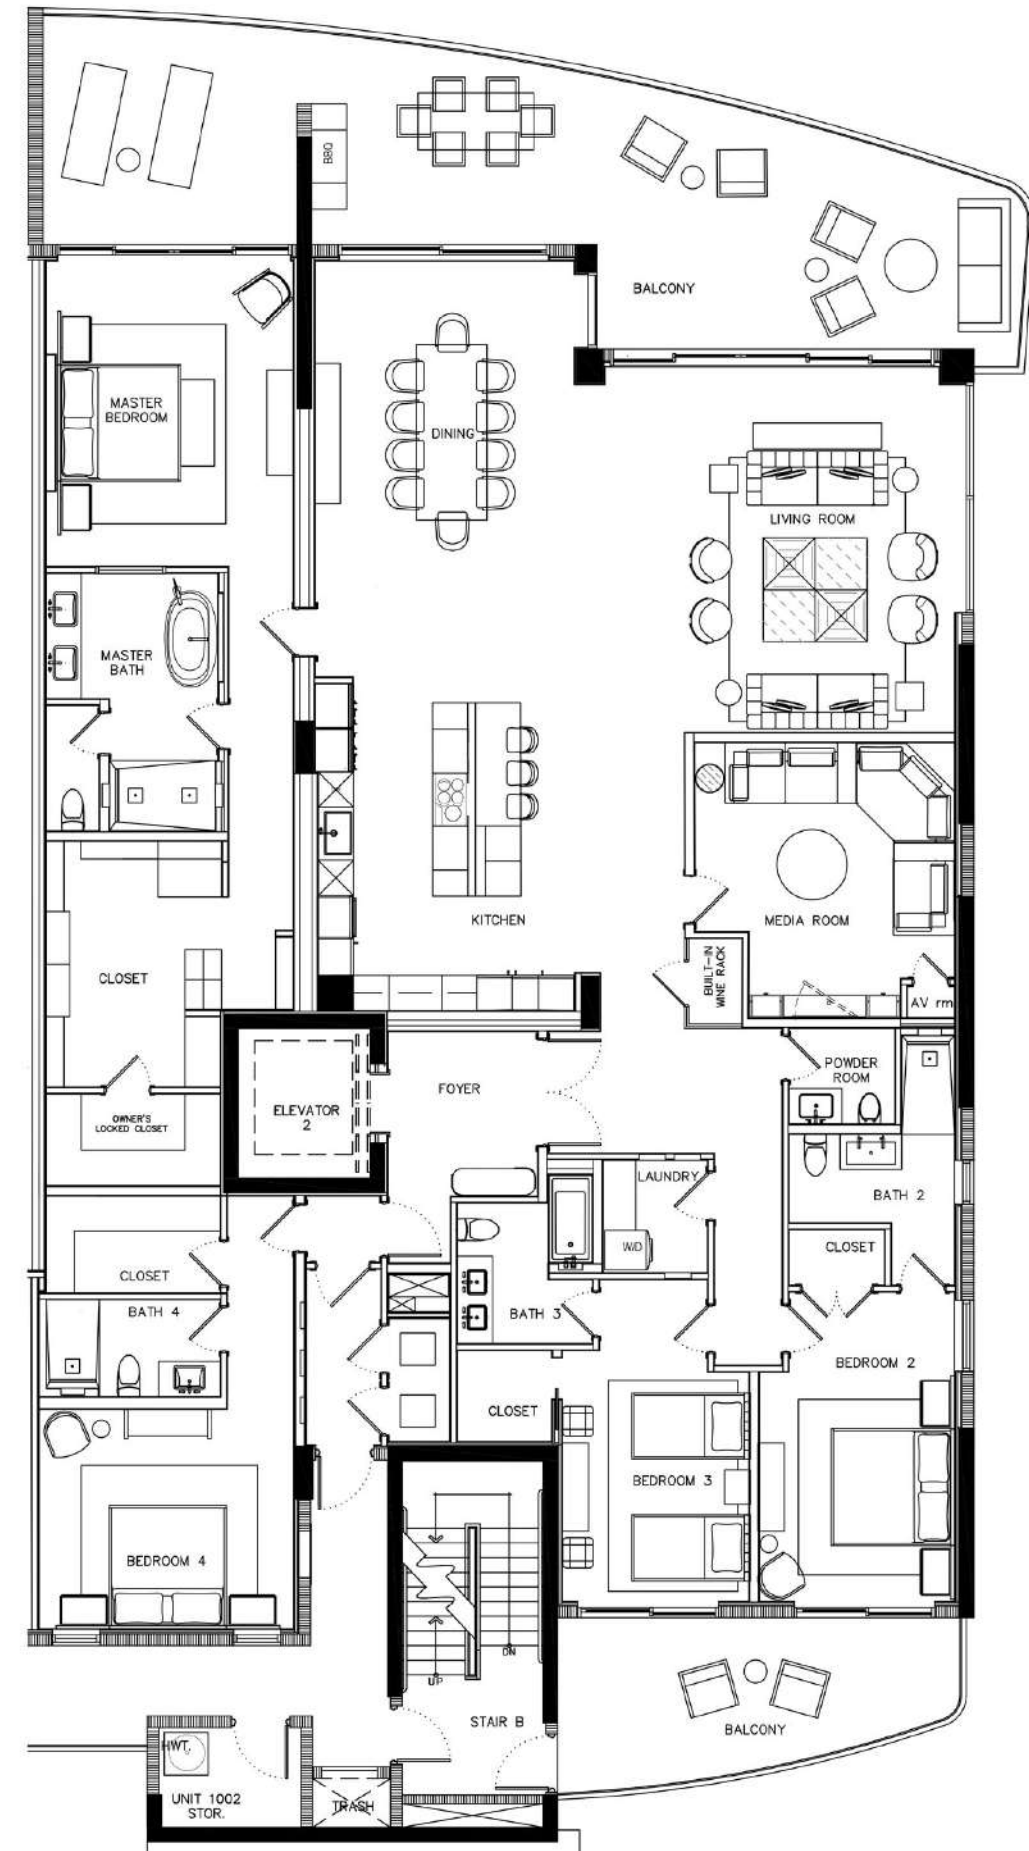 BBQ
BALCONY
MASTER
BEDROOM
DINING
LIVING ROOM
MASTER
BATH
KITCHEN
MEDIA ROOM
BUILT-IN
WINE RACK
CLOSET
AV rm
POWDER
ROOM
FOYER
ELEVATOR
2
OWNER'S
LOCKED CLOSET
LAUNDRY
BATH 2
W/D
CLOSET
CLOSET
BATH 4
BATH 3
BEDROOM 2
CLOSET
BEDROOM 3
BEDROOM 4
DN
UP
STAIR B
BALCONY
HWT.
UNIT 1002
STOR.
TRASH